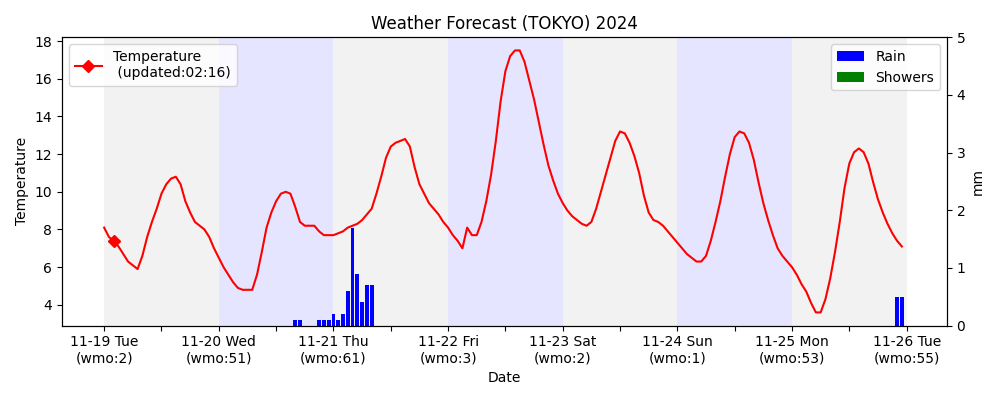 Weather Forecast (TOKYO) 2024
Temperature
(updated:02:16)
Rain
Showers
18
16
14
12
10
8
6
4
Temperature
5
4
3
2
1
0
mm
11-19 Tue
(wmo:2)
11-20 Wed
(wmo:51)
11-21 Thu
(wmo:61)
11-22 Fri
(wmo:3)
11-23 Sat
(wmo:2)
11-24 Sun
(wmo:1)
11-25 Mon
(wmo:53)
11-26 Tue
(wmo:55)
Date